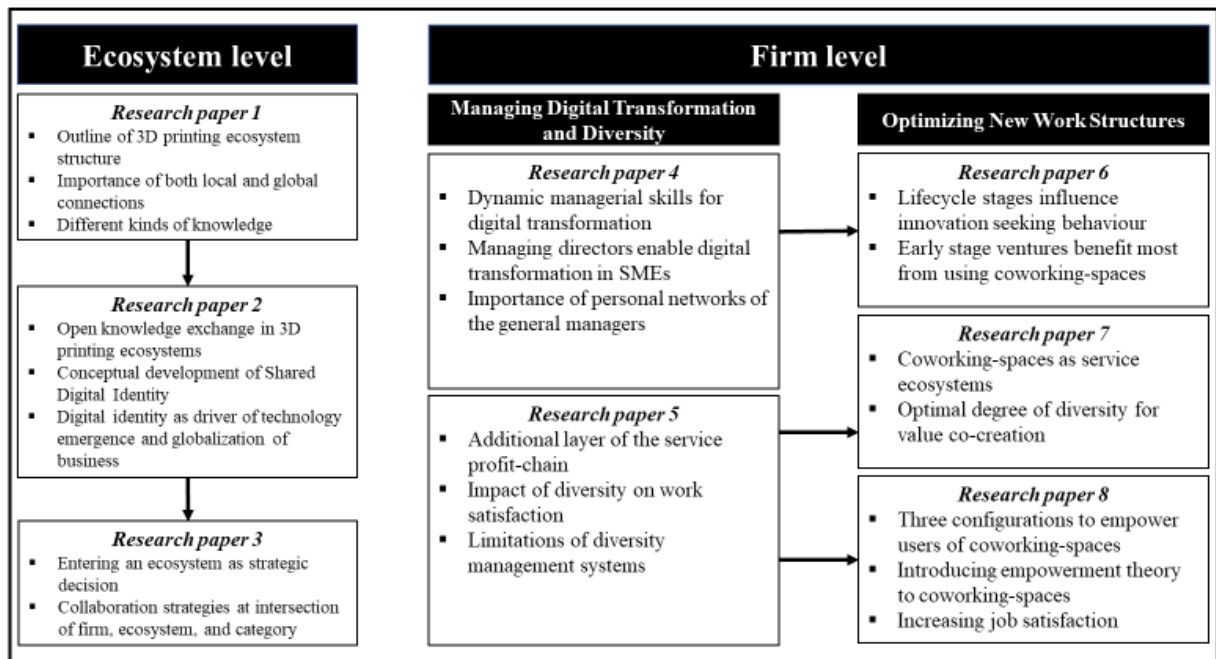 Ecosystem level
Research paper 1
▪ Outline of 3D printing ecosystem
structure
▪ Importance of both local and global
connections
▪ Different kinds of knowledge
Research paper 2
▪ Open knowledge exchange in 3D
printing ecosystems
▪ Conceptual development of Shared
Digital Identity
▪ Digital identity as driver of technology
emergence and globalization of
business
Research paper 3
▪ Entering an ecosystem as strategic
decision
▪ Collaboration strategies at intersection
of firm, ecosystem, and category
Firm level
Managing Digital Transformation
and Diversity
Research paper 4
▪ Dynamic managerial skills for
digital transformation
▪ Managing directors enable digital
transformation in SMEs
▪ Importance of personal networks of
the general managers
Research paper 5
▪ Additional layer of the service
profit-chain
▪ Impact of diversity on work
satisfaction
▪ Limitations of diversity
management systems
Optimizing New Work Structures
Research paper 6
▪ Lifecycle stages influence
innovation seeking behaviour
▪ Early stage ventures benefit most
from using coworking-spaces
Research paper 7
▪ Coworking-spaces as service
ecosystems
▪ Optimal degree of diversity for
value co-creation
Research paper 8
▪ Three configurations to empower
users of coworking-spaces
▪ Introducing empowerment theory
to coworking-spaces
▪ Increasing job satisfaction